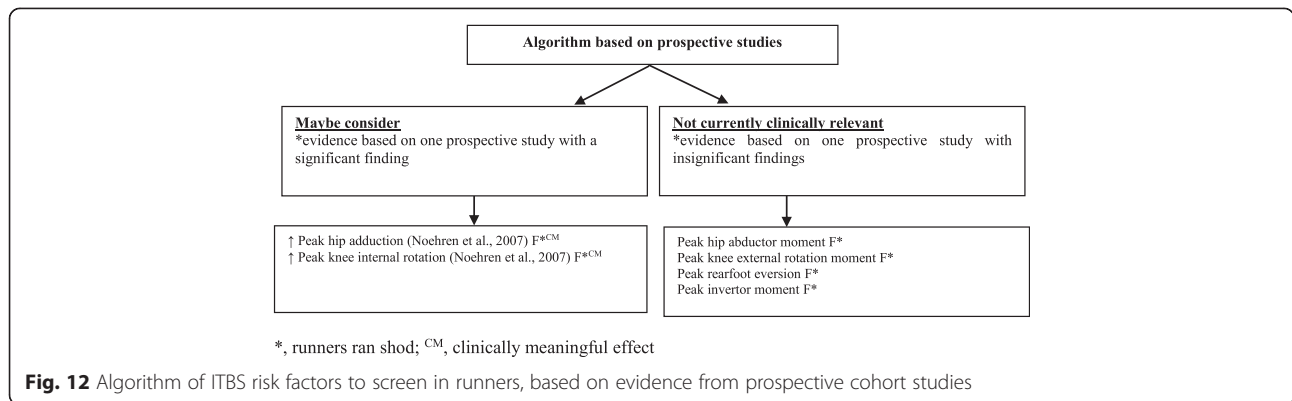 Algorithm based on prospective studies
Maybe consider
*evidence based on one prospective study with a
significant finding
Not currently clinically relevant
*evidence based on one prospective study with
insignificant findings
↑ Peak hip adduction (Noehren et al., 2007) F*CM
↑ Peak knee internal rotation (Noehren et al., 2007) F*CM
Peak hip abductor moment F*
Peak knee external rotation moment F*
Peak rearfoot eversion F*
Peak invertor moment F*
*, runners ran shod; CM, clinically meaningful effect
Fig. 12 Algorithm of ITBS risk factors to screen in runners, based on evidence from prospective cohort studies